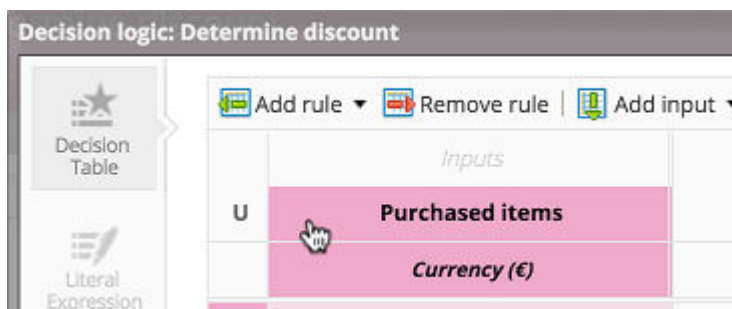 Decision logic: Determine discount
Add rule Remove rule Add input
Decision
Table
Inputs
U Purchased items
Currency (€)
Literal
Expression